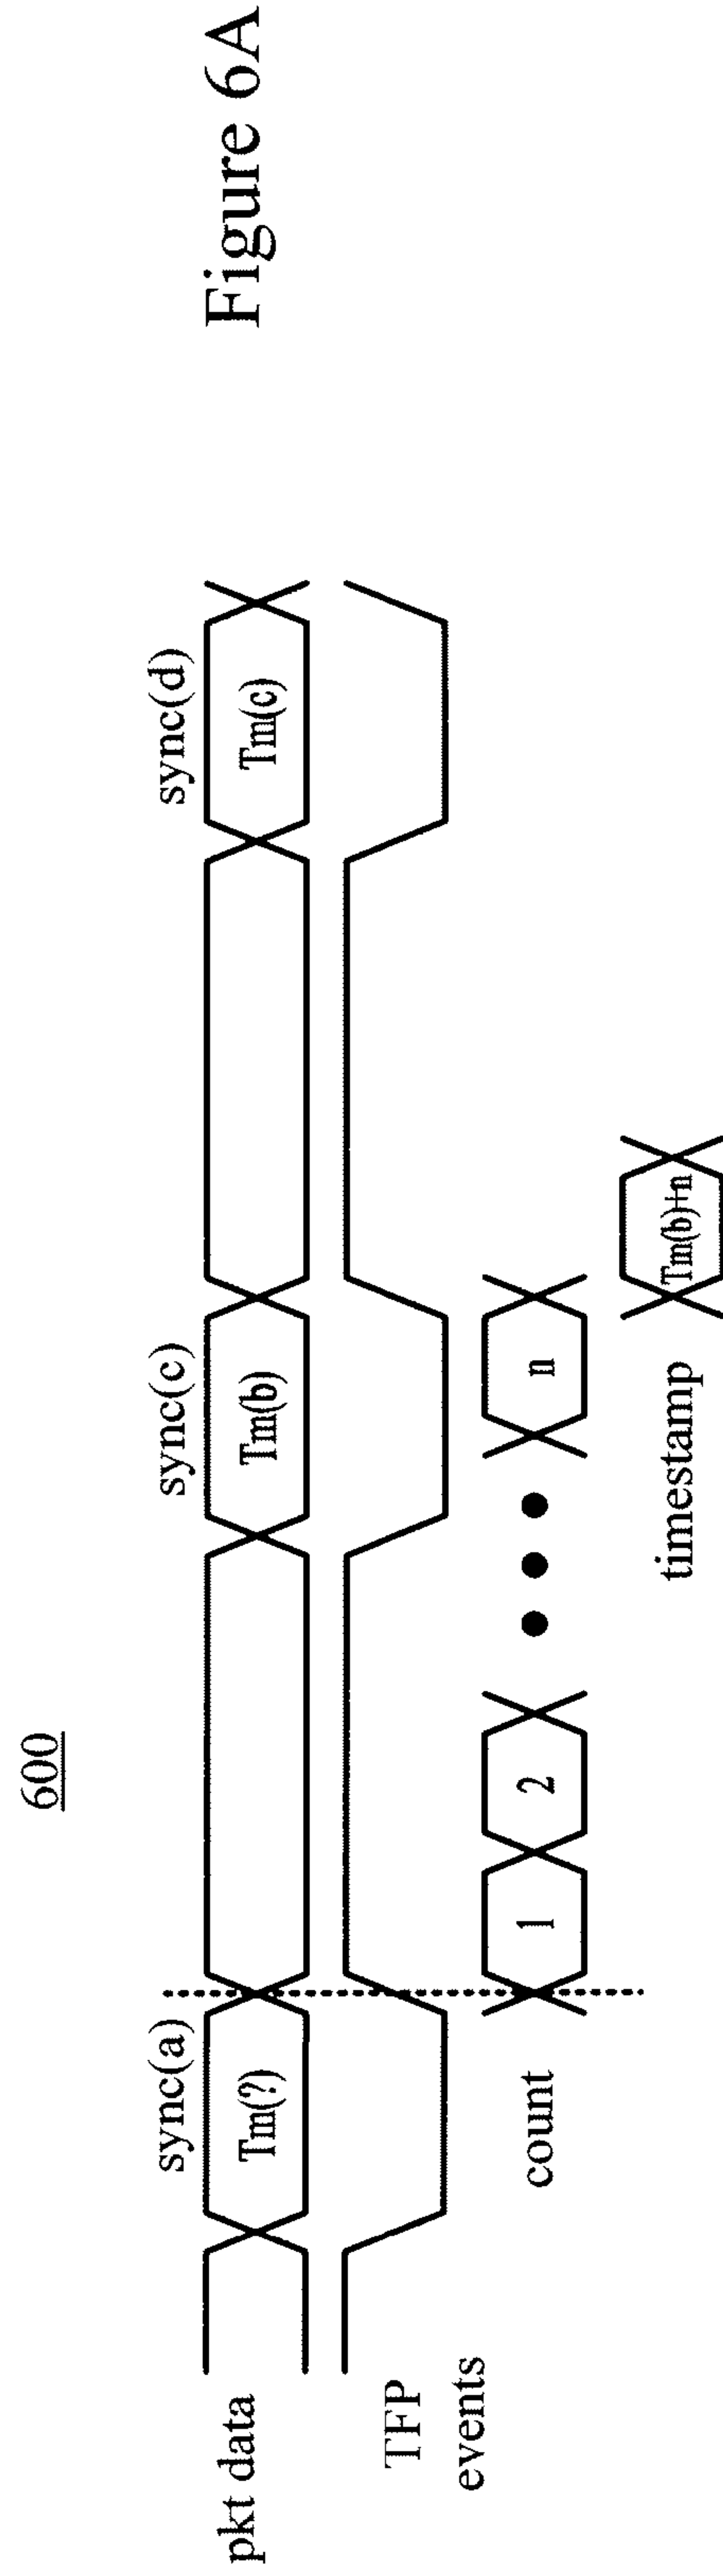 600
sync(a) sync(c) sync(d)
pkt data Tm(?) Tm(b) Tm(c)
TFP
events
count 1 2 n
timestamp Tm(b)+n
Figure 6A